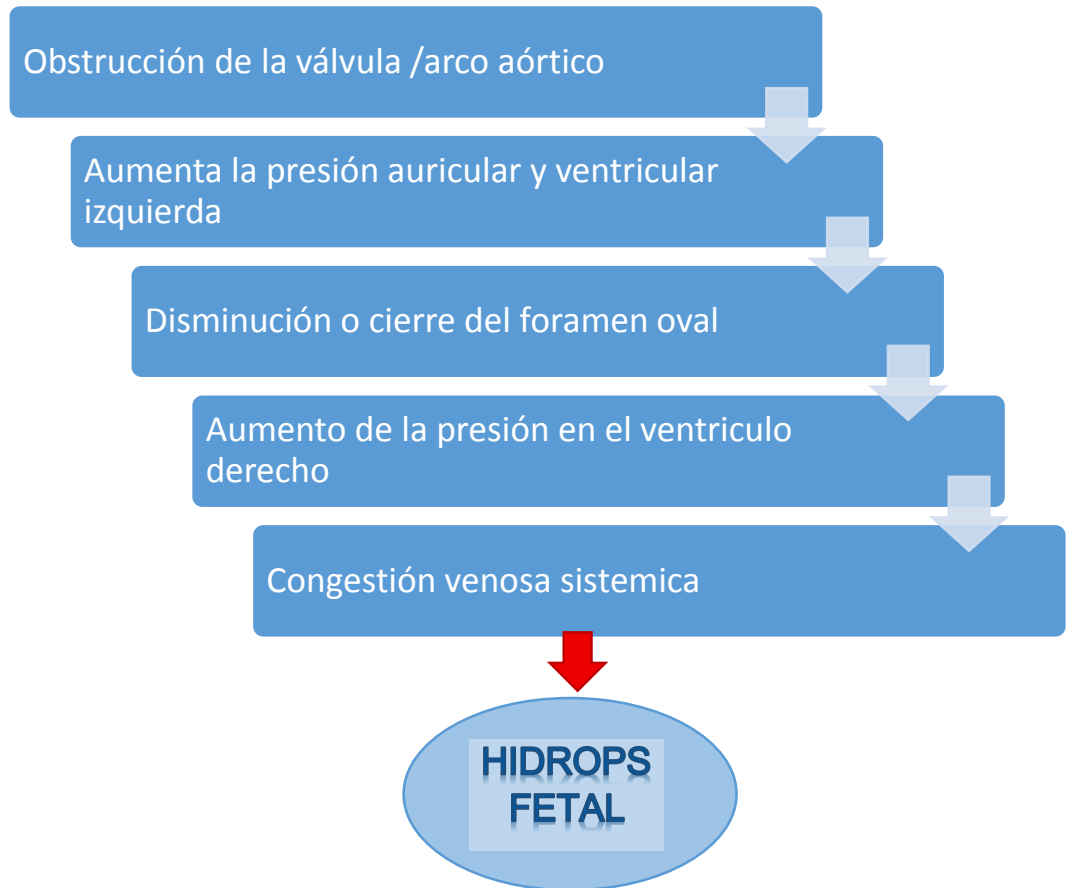 Obstrucción de la válvula /arco aórtico
Aumenta la presión auricular y ventricular
izquierda
Disminución o cierre del foramen oval
Aumento de la presión en el ventriculo
derecho
Congestión venosa sistemica
HIDROPS
FETAL